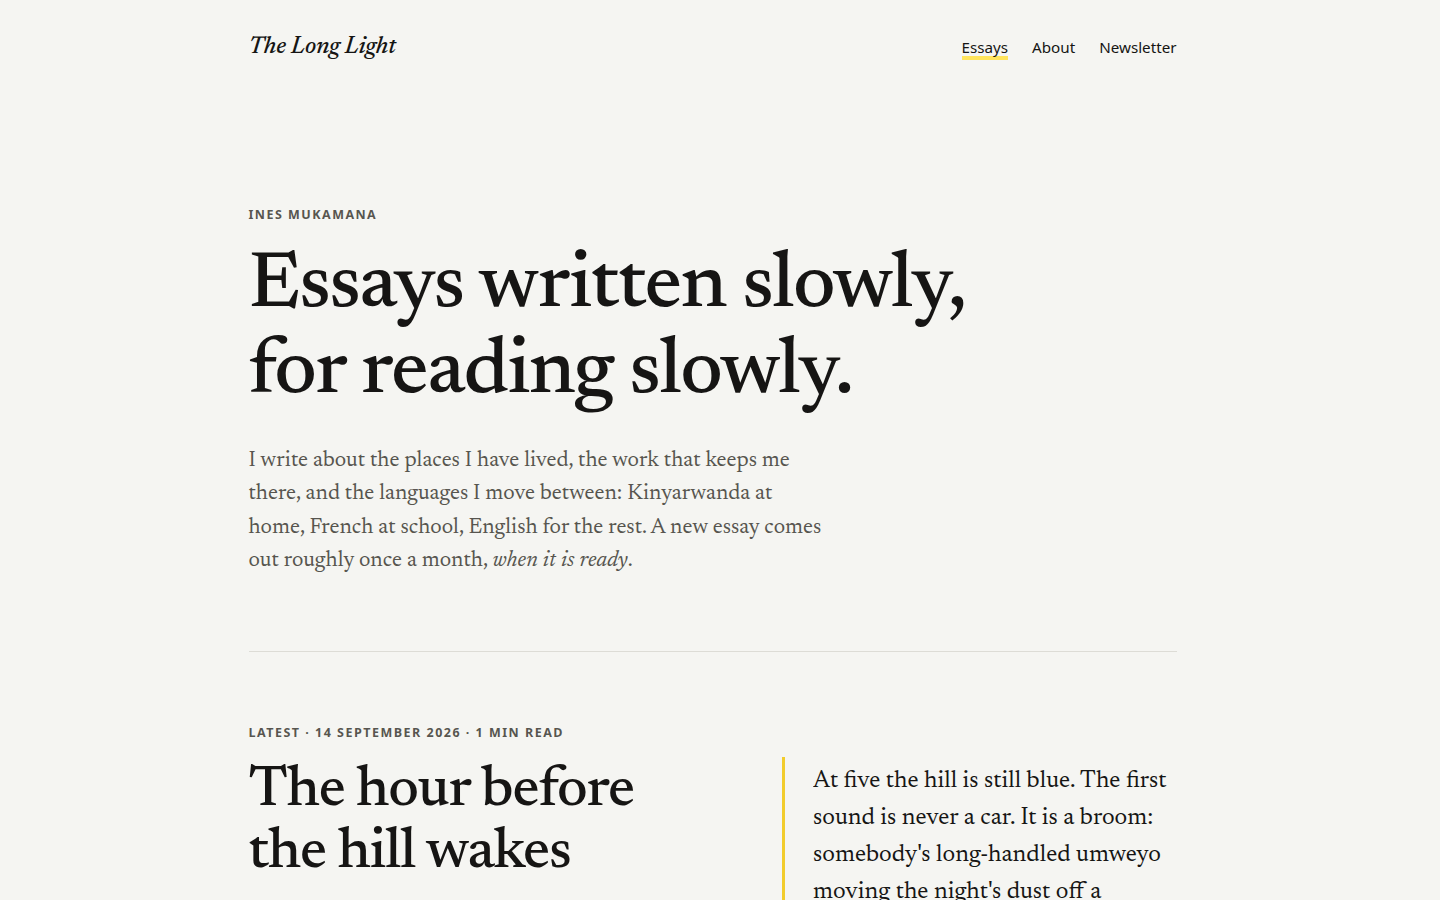 The Long Light
Essays
About
Newsletter
INES MUKAMANA
Essays written slowly,
for reading slowly.
I write about the places I have lived, the work that keeps me
there, and the languages I move between: Kinyarwanda at
home, French at school, English for the rest. A new essay comes
out roughly once a month, when it is ready.
LATEST · 14 SEPTEMBER 2026 · 1 MIN READ
The hour before
the hill wakes
At five the hill is still blue. The first
sound is never a car. It is a broom:
somebody's long-handled umweyo
moving the night's dust off a